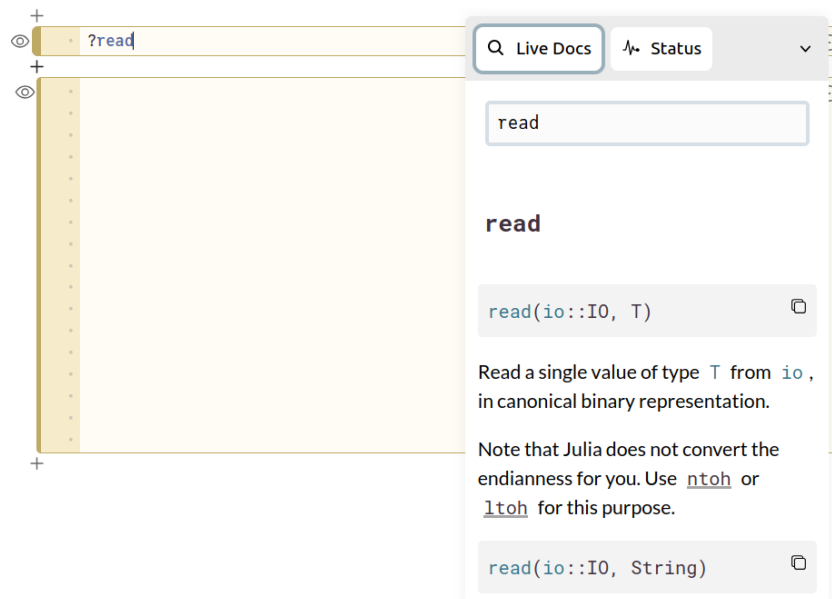 ?read
Live Docs
Status
read
read
read(io::IO, T)
Read a single value of type T from io ,
in canonical binary representation.
Note that Julia does not convert the
endianness for you. Use ntoh or
ltoh for this purpose.
read(io::IO, String)